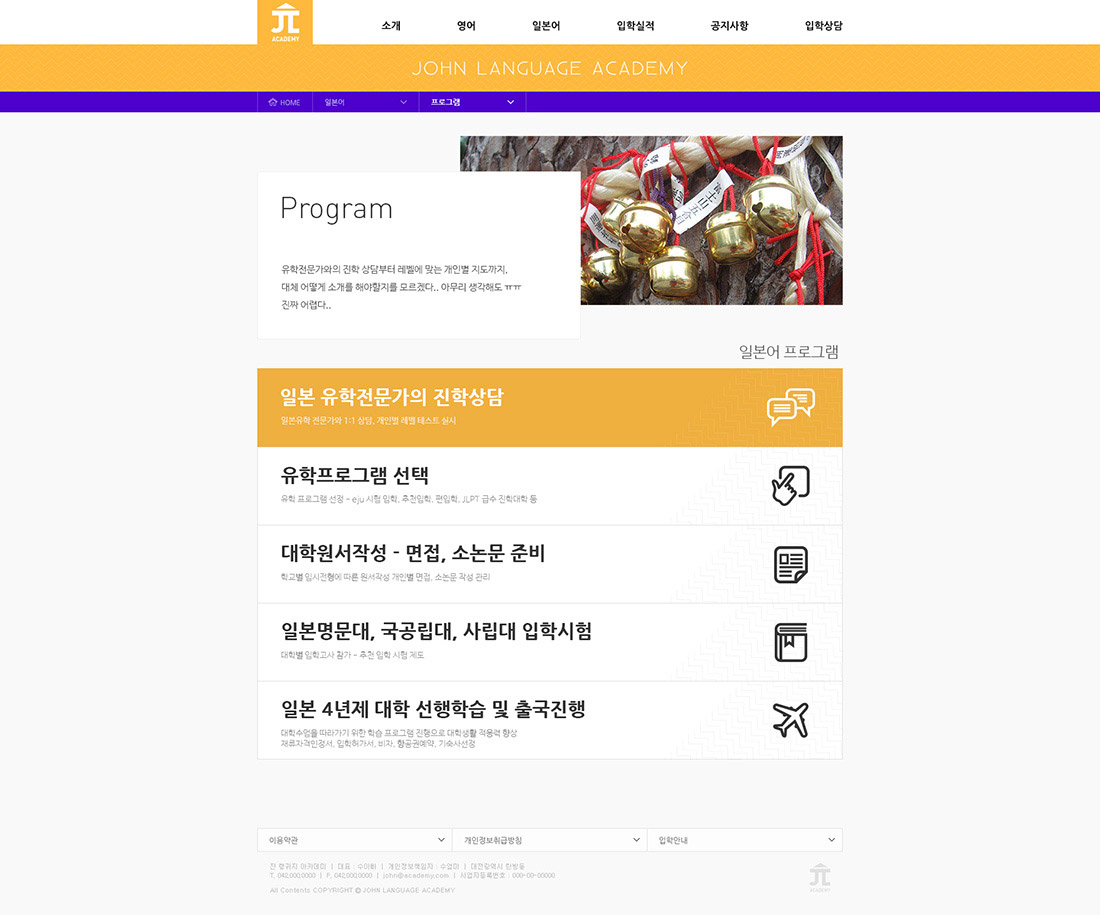 ACADEMY
소개 영어 일본어 입학실적 공지사항 입학상담
JOHN LANGUAGE ACADEMY
HOME 일본어 프로그램
Program
유학전문가와의 진학 상담부터 레벨에 맞는 개인별 지도까지,
대체 어떻게 소개를 해야할지를 모르겠다.. 아무리 생각해도 ㅠㅠ
진짜 어렵다..
일본어 프로그램
일본 유학전문가의 진학상담
일본유학 전문가와 1:1 상담, 개인별 레벨 테스트 실시
유학프로그램 선택
유학 프로그램 선정 - eju 시험 입학, 추천입학, 편입학, JLPT 급수 진학대학 등
대학원서작성 - 면접, 소논문 준비
학교별 입시전형에 따른 원서작성 개인별 면접, 소논문 작성 관리
일본명문대, 국공립대, 사립대 입학시험
대학별 입학고사 참가 - 추천 입학 시험 제도
일본 4년제 대학 선행학습 및 출국진행
대학수업을 따라가기 위한 학습 프로그램 진행으로 대학생활 적응력 향상
재류자격인정서, 입학허가서, 비자, 항공권예약, 기숙사선정
이용약관 개인정보취급방침 입학안내
쟌 랭귀지 아카데미 | 대표 : 수아빠 | 개인정보책임자 : 수엄마 | 대전광역시 탄방동
T. 042.000.0000 | F. 042.000.0000 | john@academy.com | 사업자등록번호 : 000-00-00000
All Contents COPYRIGHT © JOHN LANGUAGE ACADEMY
ACADEMY